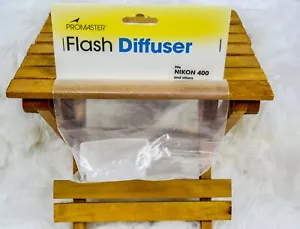 PROMASTER
Flash Diffuser
Fits
NIKON 400
and others